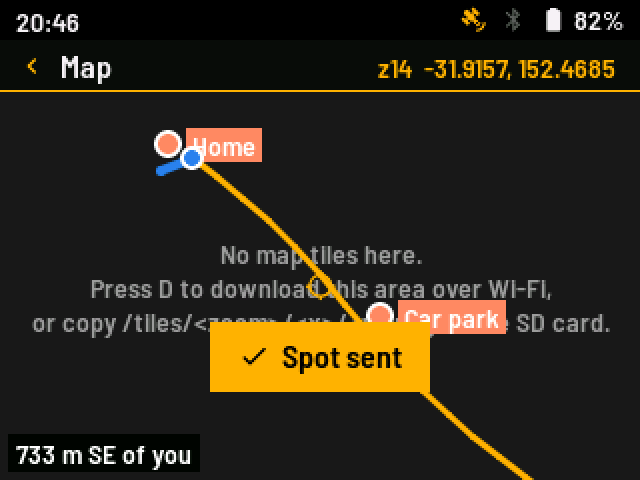 20:46 82%
Map z14 -31.9157, 152.4685
Home
No map tiles here.
Press D to download this area over Wi-Fi,
or copy /tiles/<zoom>/<x>/ SD card.
Car park
Spot sent
733 m SE of you